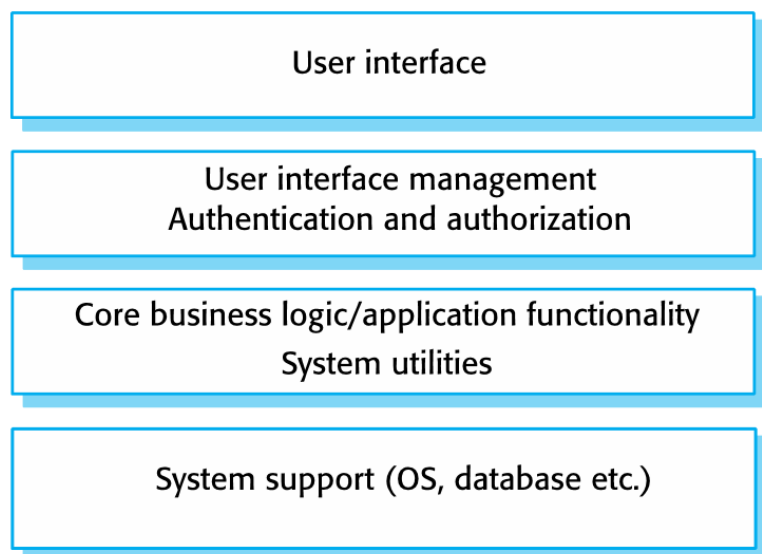 User interface
User interface management
Authentication and authorization
Core business logic/application functionality
System utilities
System support (OS, database etc.)